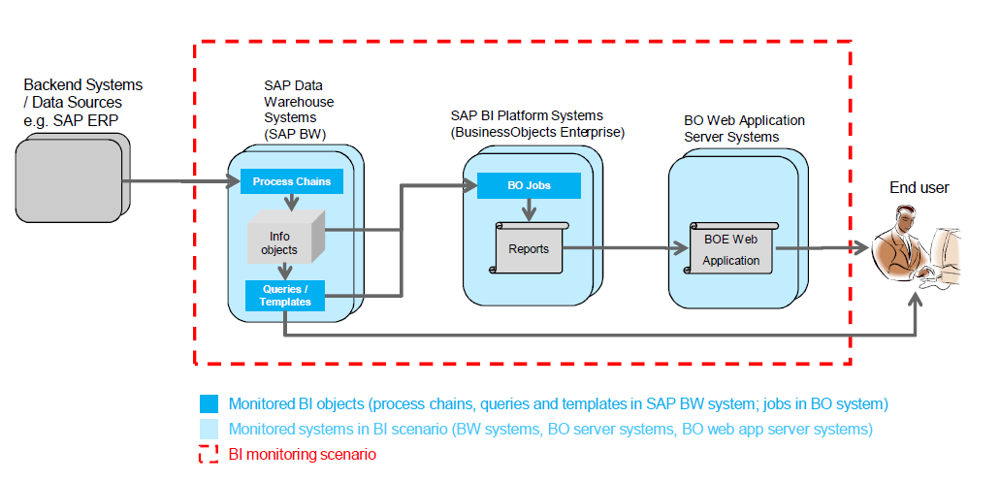 Backend Systems
/ Data Sources
e.g. SAP ERP
SAP Data
Warehouse
Systems
(SAP BW)
Process Chains
Info
objects
Queries /
Templates
SAP BI Platform Systems
(BusinessObjects Enterprise)
BO Jobs
Reports
BO Web Application
Server Systems
BOE Web
Application
End user
Monitored BI objects (process chains, queries and templates in SAP BW system; jobs in BO system)
Monitored systems in BI scenario (BW systems, BO server systems, BO web app server systems)
BI monitoring scenario